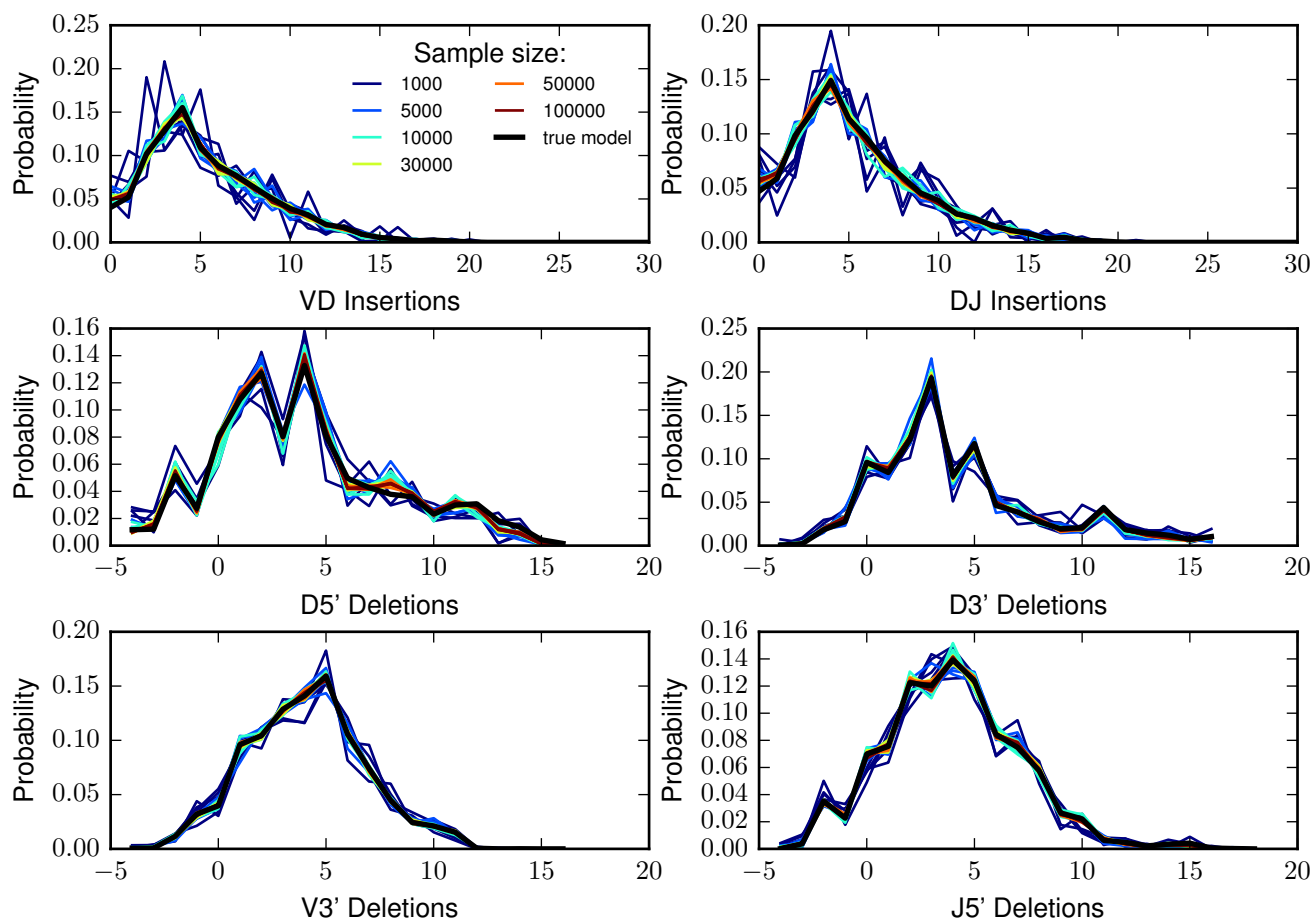 0.25
0.20
0.15
0.10
0.05
0.00
Probability
0 5 10 15 20 25 30
VD Insertions
Sample size:
1000
5000
10000
30000
50000
100000
true model
0.20
0.15
0.10
0.05
0.00
Probability
0 5 10 15 20 25 30
DJ Insertions
0.16
0.14
0.12
0.10
0.08
0.06
0.04
0.02
0.00
Probability
−5 0 5 10 15 20
D5’ Deletions
0.25
0.20
0.15
0.10
0.05
0.00
Probability
−5 0 5 10 15 20
D3’ Deletions
0.20
0.15
0.10
0.05
0.00
Probability
−5 0 5 10 15 20
V3’ Deletions
0.16
0.14
0.12
0.10
0.08
0.06
0.04
0.02
0.00
Probability
−5 0 5 10 15 20
J5’ Deletions